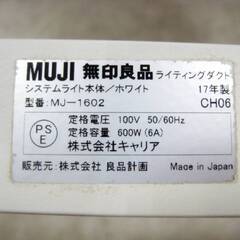 MUJI 無印良品 ライティングダクト
システムライト本体/ホワイト 17年製
型番: MJ-1602 CH06
PS
E
定格電圧: 100V 50/60Hz
定格容量: 600W (6A)
株式会社キャリア
販売元: 株式会社 良品計画 Made in Japan